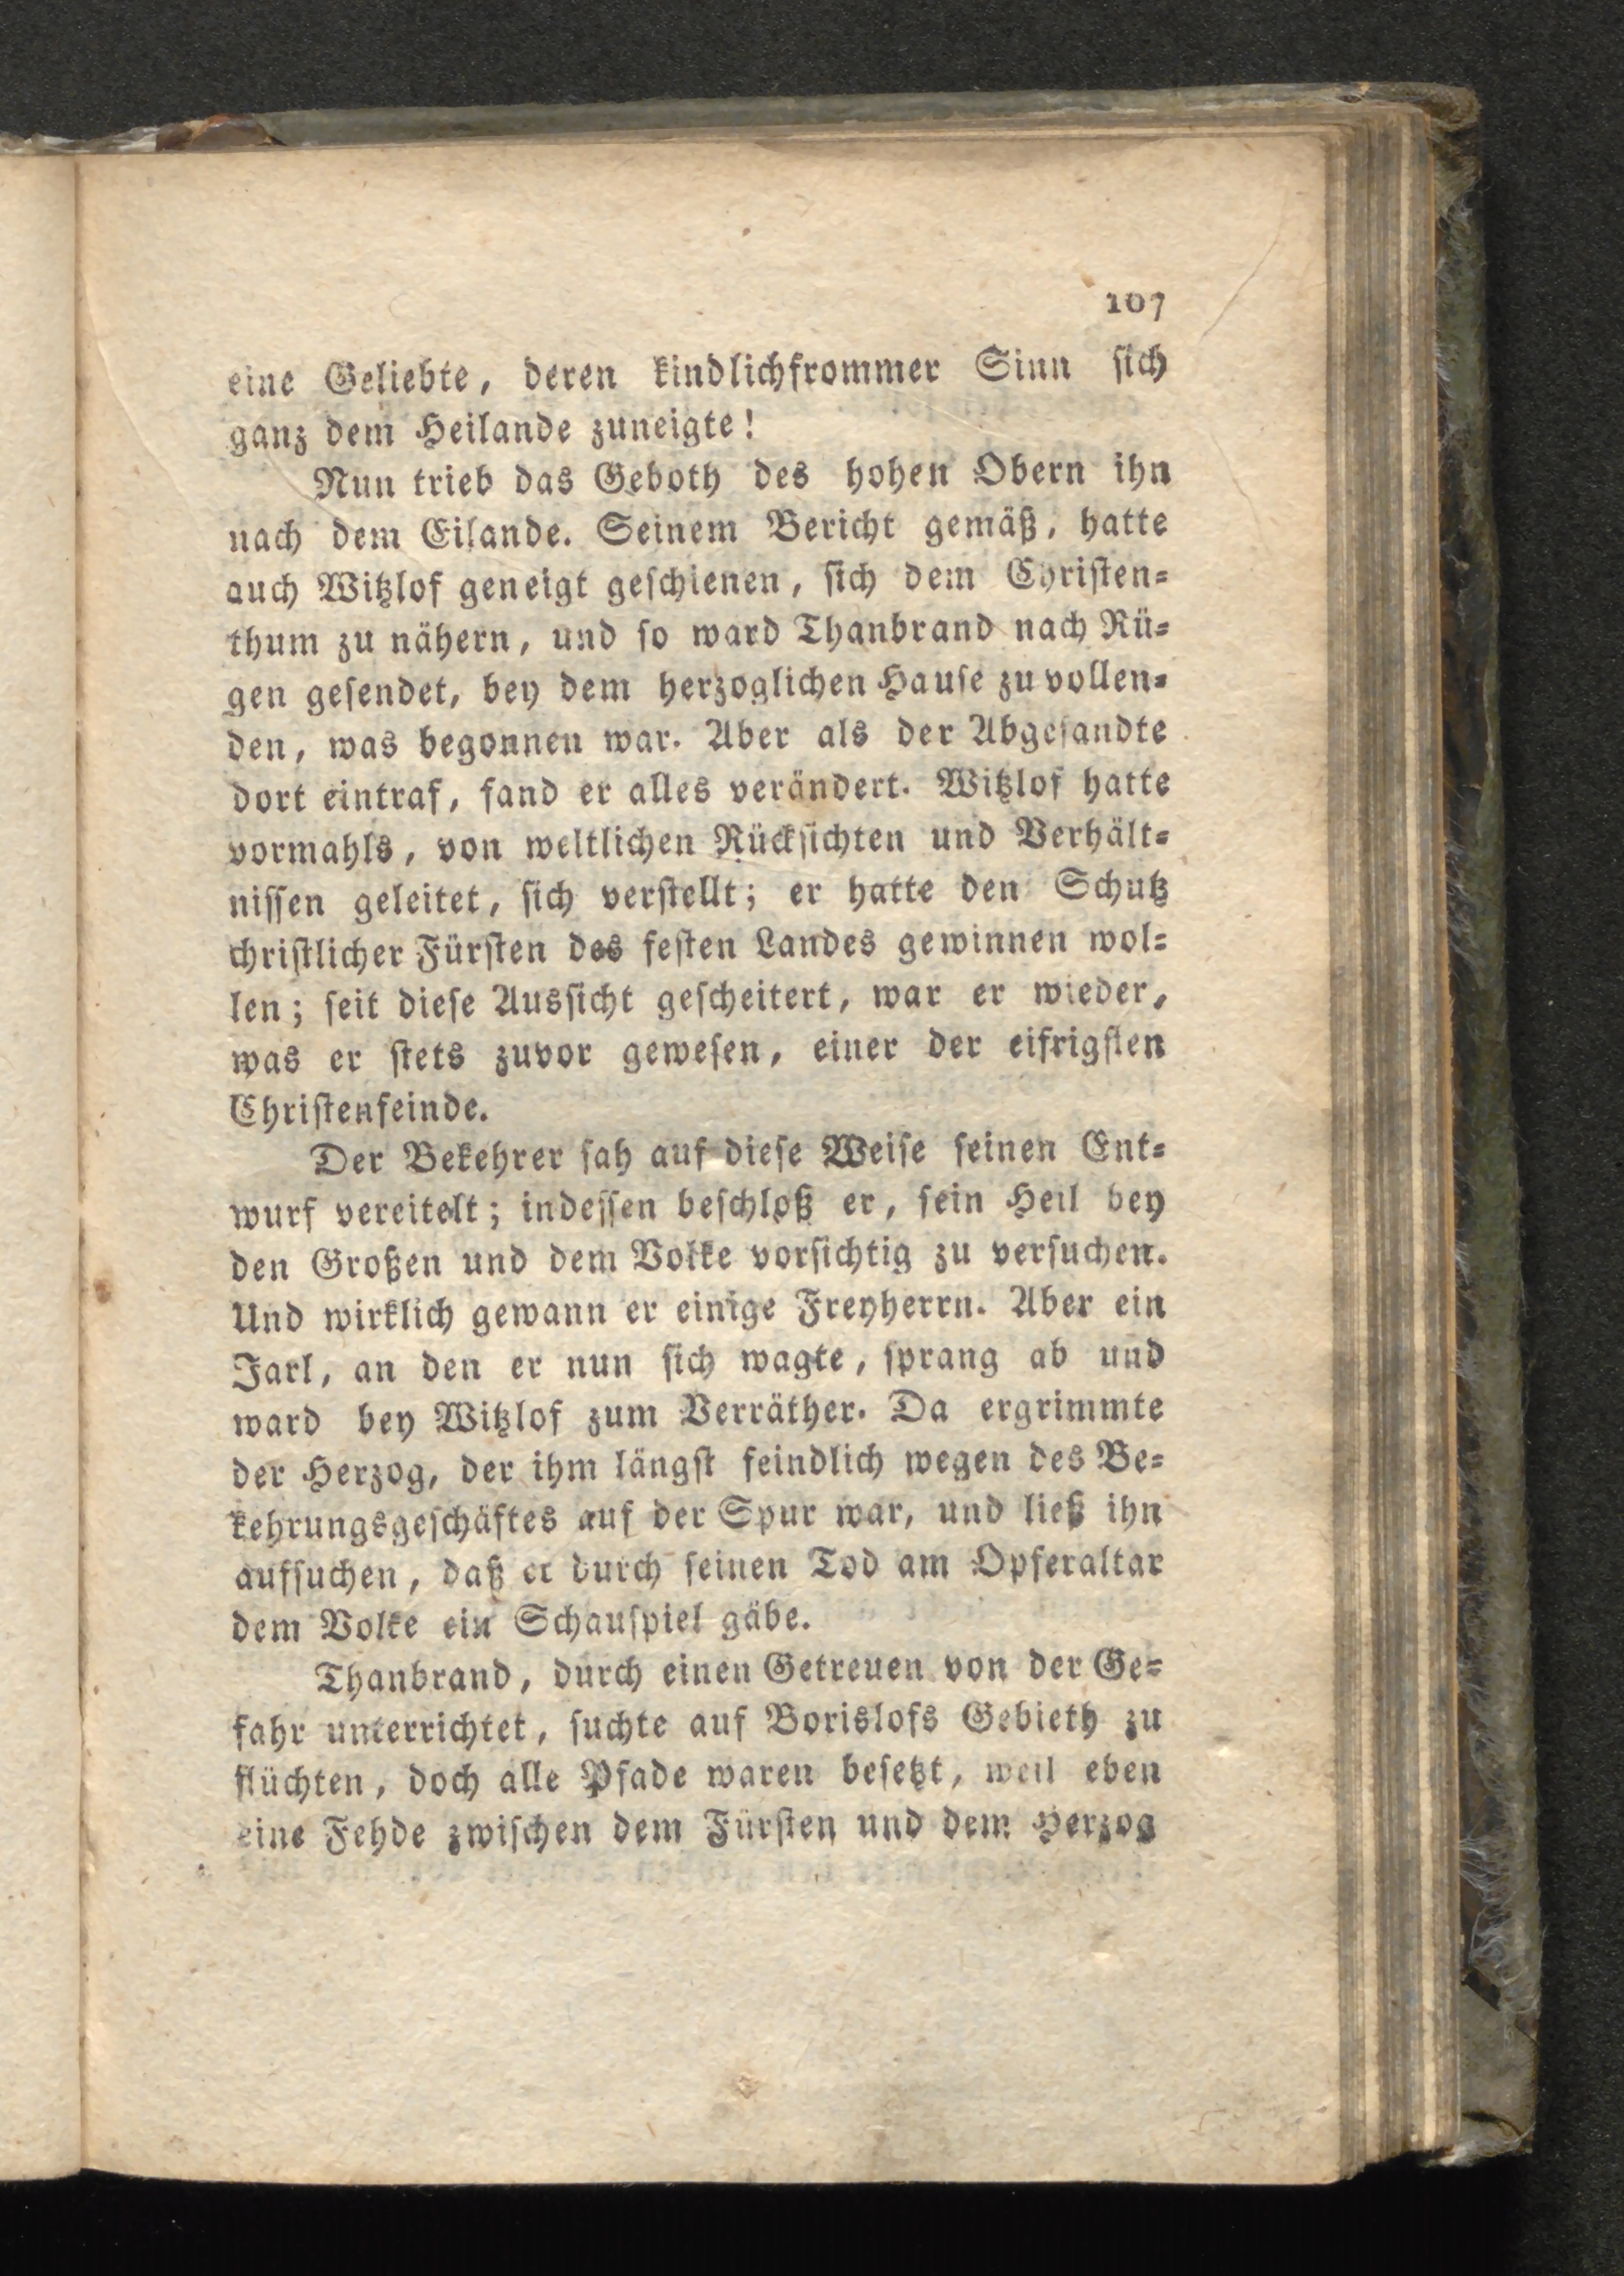 107
eine Geliebte, deren kindlichfrommer Sinn sich
ganz dem Heilande zuneigte!
Nun trieb das Geboth des hohen Obern ihn
nach dem Eilande. Seinem Bericht gemäß, hatte
auch Witzlof geneigt geschienen, sich dem Christen=
thum zu nähern, und so ward Thanbrand nach Rü=
gen gesendet, bey dem herzoglichen Hause zu vollen=
den, was begonnen war. Aber als der Abgesandte
dort eintraf, fand er alles verändert. Witzlof hatte
vormahls, von weltlichen Rücksichten und Verhält=
nissen geleitet, sich verstellt; er hatte den Schutz
christlicher Fürsten des festen Landes gewinnen wol=
len; seit diese Aussicht gescheitert, war er wieder,
was er stets zuvor gewesen, einer der eifrigsten
Christenfeinde.
Der Bekehrer sah auf diese Weise seinen Ent=
wurf vereitelt; indessen beschloß er, sein Heil bey
den Großen und dem Volke vorsichtig zu versuchen.
Und wirklich gewann er einige Freyherrn. Aber ein
Jarl, an den er nun sich wagte, sprang ab und
ward bey Witzlof zum Verräther. Da ergrimmte
der Herzog, der ihm längst feindlich wegen des Be=
kehrungsgeschäftes auf der Spur war, und ließ ihn
aufsuchen, daß er durch seinen Tod am Opferaltar
dem Volke ein Schauspiel gäbe.
Thanbrand, durch einen Getreuen von der Ge=
fahr unterrichtet, suchte auf Borislofs Gebieth zu
flüchten, doch alle Pfade waren besetzt, weil eben
eine Fehde zwischen dem Fürsten und dem Herzog